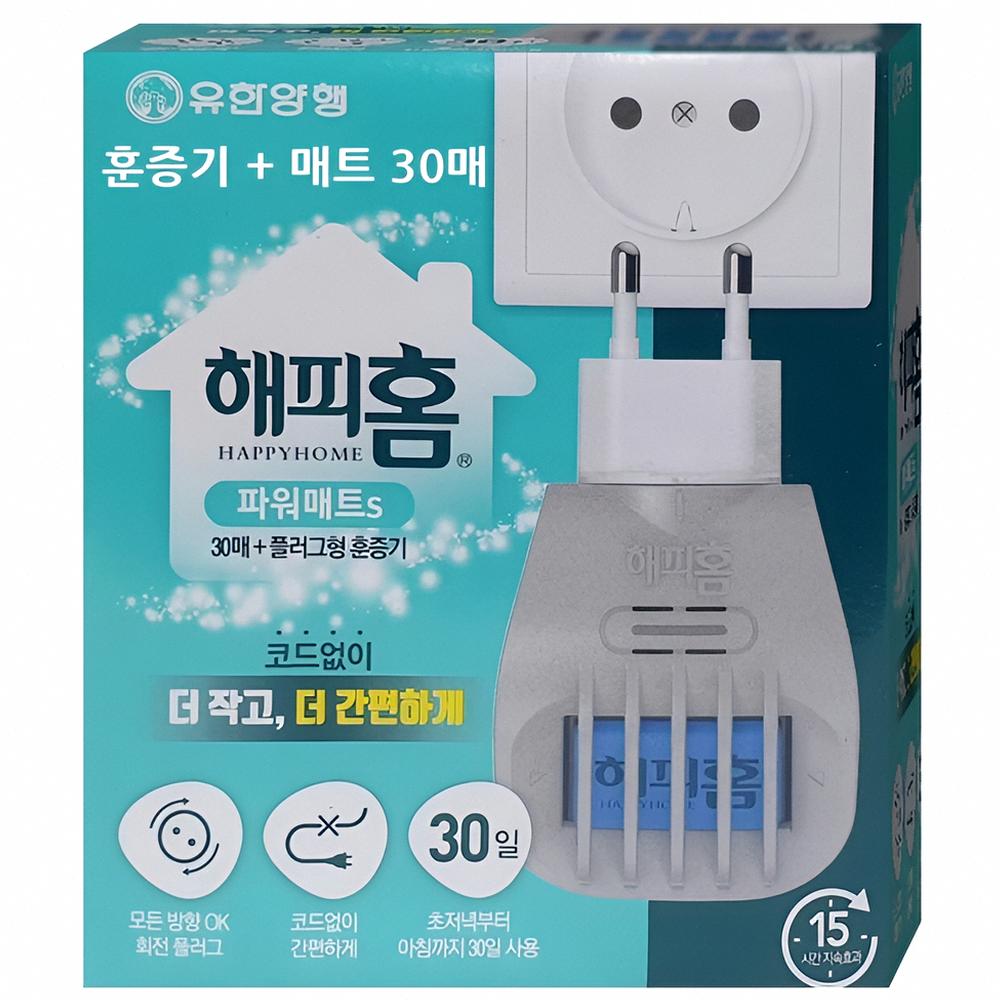 유한양행
훈증기 + 매트 30매
해피홈
HAPPYHOME
®
파워매트s
30매+플러그형 훈증기
코드없이
더 작고, 더 간편하게
해피홈
해피홈
HAPPYHOME
30일
모든 방향 OK
회전 플러그
코드없이
간편하게
초저녁부터
아침까지 30일 사용
15
시간 지속효과